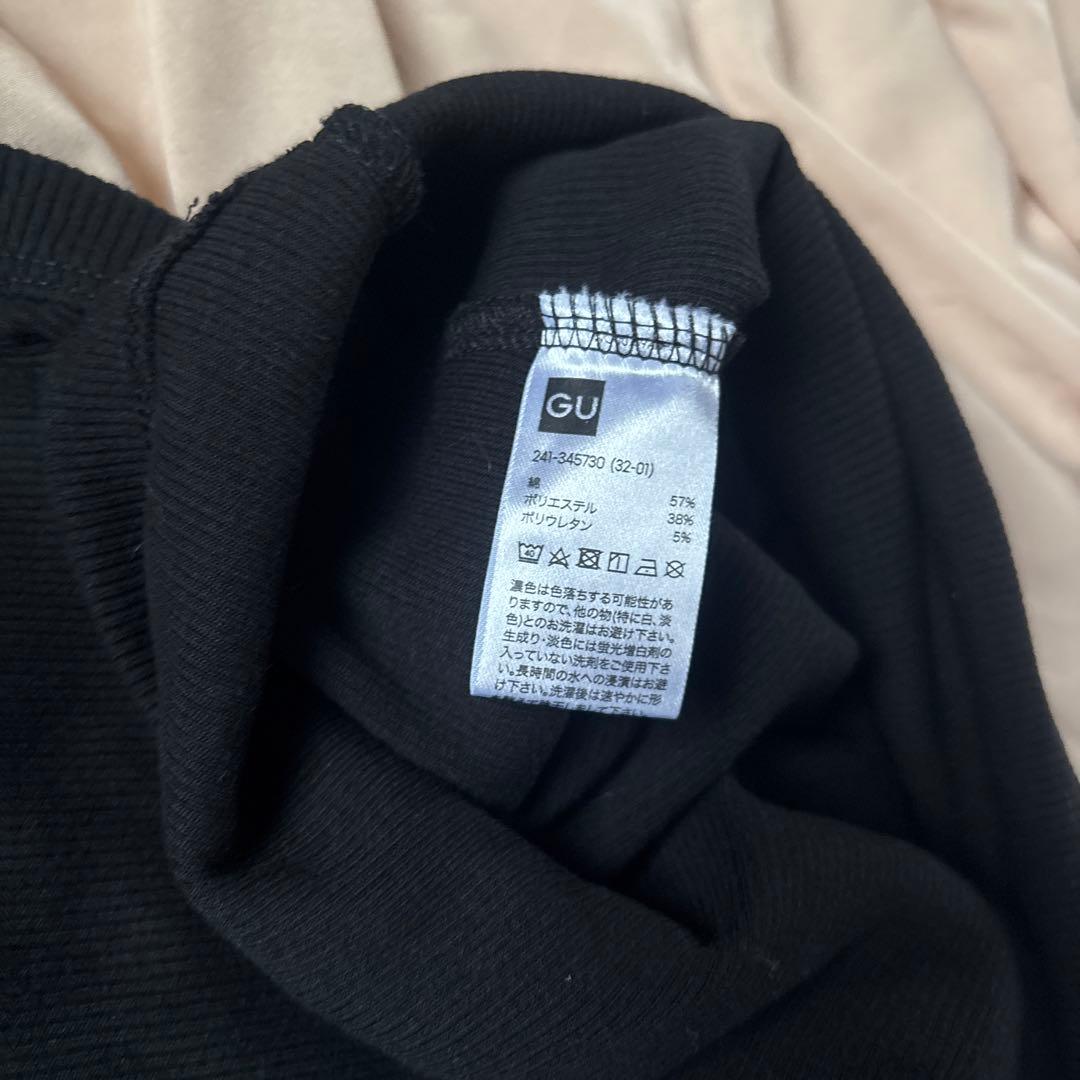 GU
241-345730 (32-01)
綿 57%
ポリエステル 38%
ポリウレタン 5%
40
濃色は色落ちする可能性があ
りますので、他の物(特に白、淡
色)とのお洗濯はお避け下さい。
生成り・淡色には蛍光増白剤の
入っていない洗剤をご使用下さ
い。長時間の水への浸漬はお避
け下さい。洗濯後は速やかに形